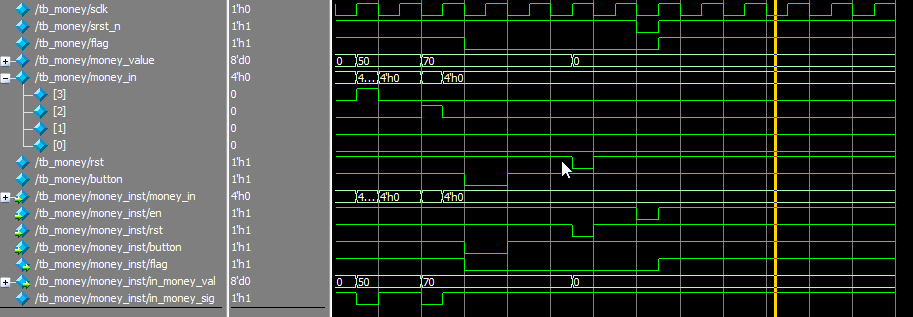 /tb_money/sclk 1'h0
/tb_money/srst_n 1'h1
/tb_money/flag 1'h1
/tb_money/money_value 8'd0 0 50 70 0
/tb_money/money_in 4'h0 4... 4'h0 4'h0
[3] 0
[2] 0
[1] 0
[0] 0
/tb_money/rst 1'h1
/tb_money/button 1'h1
/tb_money/money_inst/money_in 4'h0 4... 4'h0 4'h0
/tb_money/money_inst/en 1'h1
/tb_money/money_inst/rst 1'h1
/tb_money/money_inst/button 1'h1
/tb_money/money_inst/flag 1'h1
/tb_money/money_inst/in_money_val 8'd0 0 50 70 0
/tb_money/money_inst/in_money_sig 1'h1